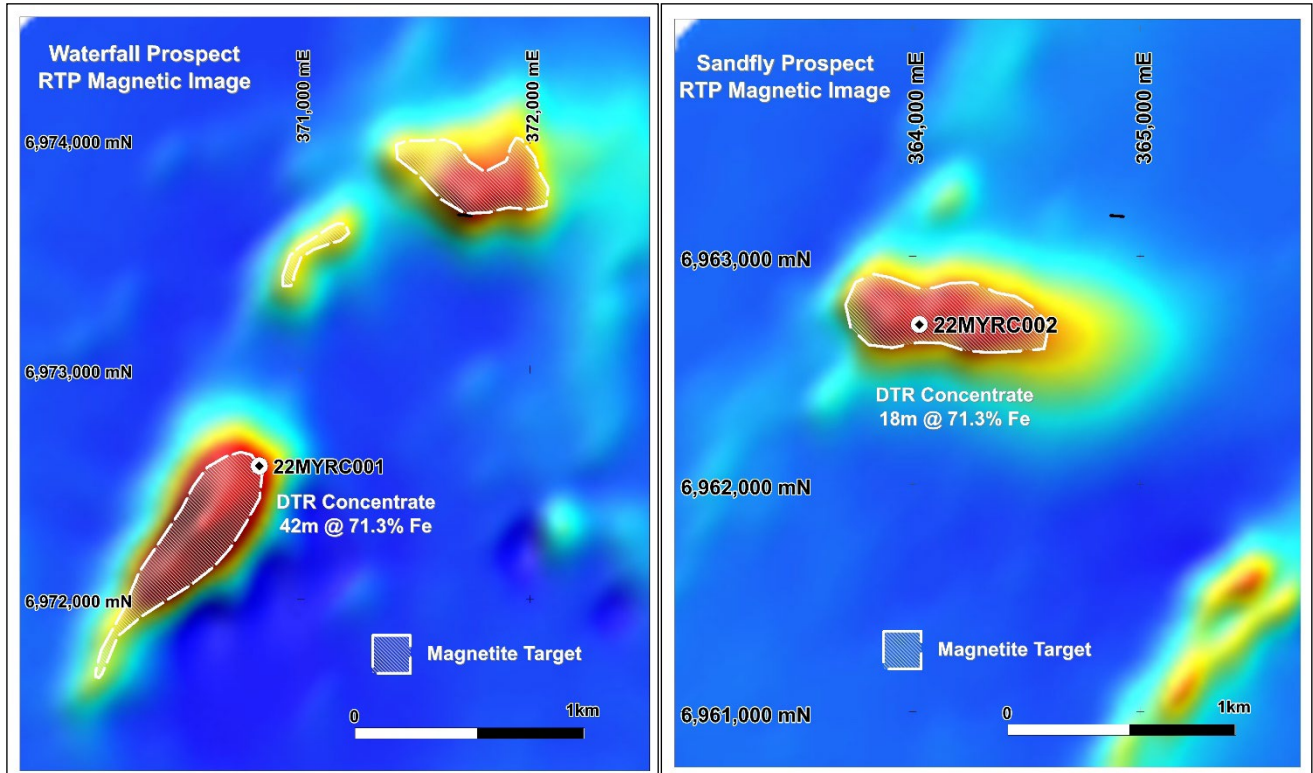 Waterfall Prospect
RTP Magnetic Image
371,000 mE
372,000 mE
6,974,000 mN
6,973,000 mN
22MYRC001
DTR Concentrate
42m @ 71.3% Fe
6,972,000 mN
Magnetite Target
0
1km
Sandfly Prospect
RTP Magnetic Image
364,000 mE
365,000 mE
6,963,000 mN
22MYRC002
DTR Concentrate
18m @ 71.3% Fe
6,962,000 mN
Magnetite Target
6,961,000 mN
0
1km